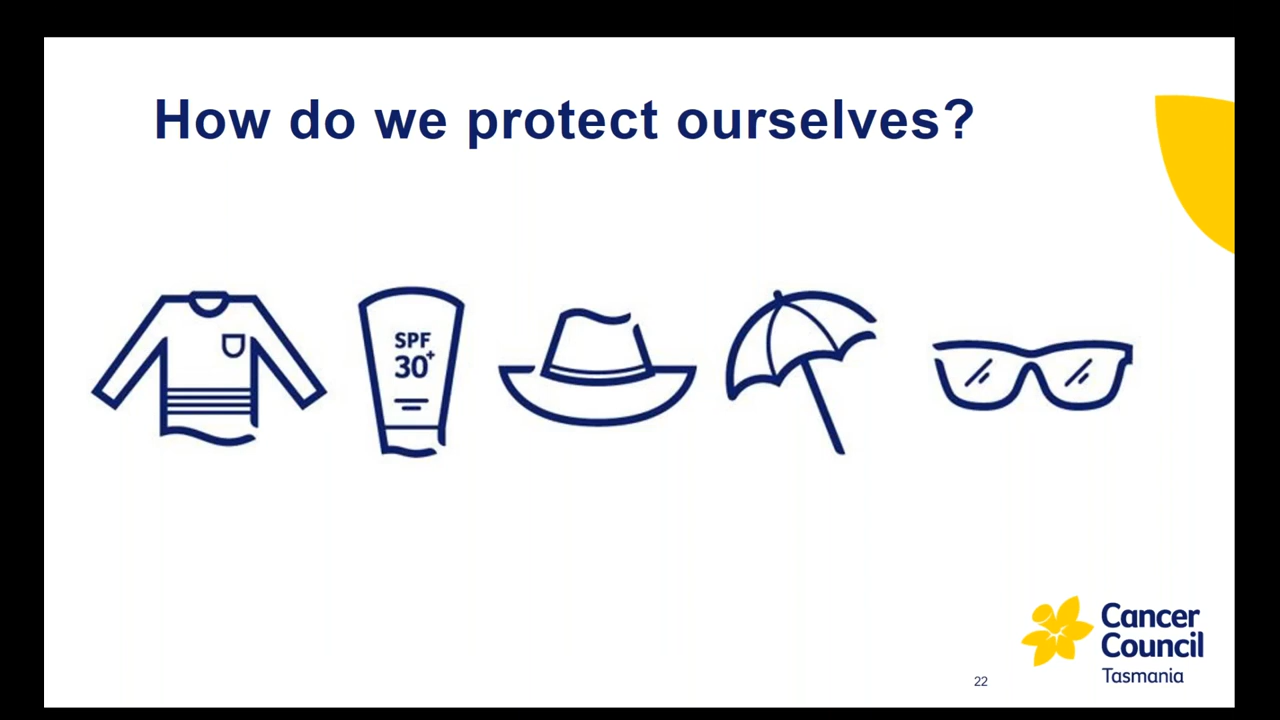 How do we protect ourselves?
SPF
30+
Cancer
Council
Tasmania
22